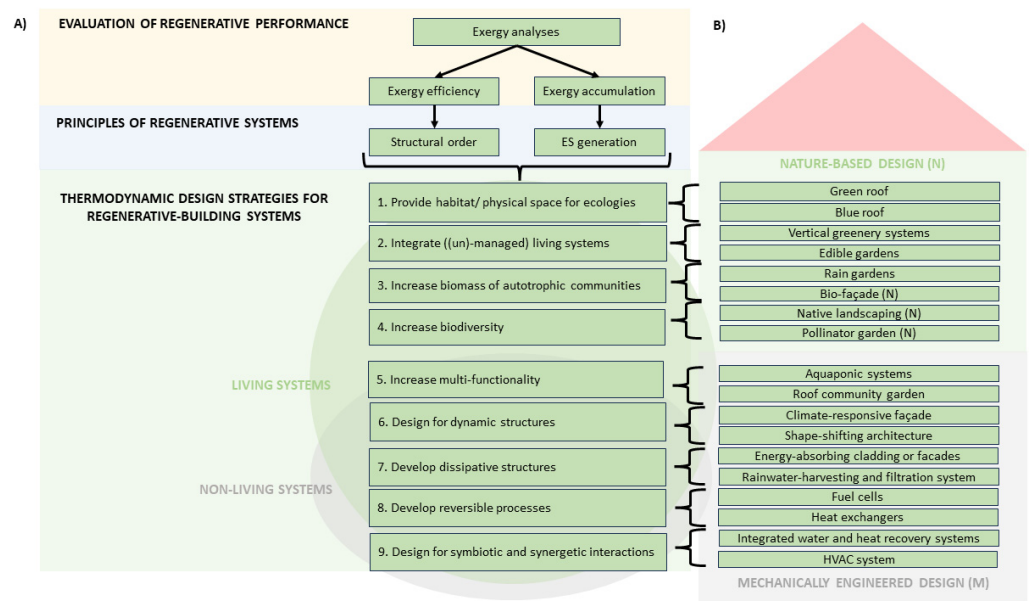 A)
EVALUATION OF REGENERATIVE PERFORMANCE
Exergy analyses
Exergy efficiency
Exergy accumulation
PRINCIPLES OF REGENERATIVE SYSTEMS
Structural order
ES generation
THERMODYNAMIC DESIGN STRATEGIES FOR
REGENERATIVE-BUILDING SYSTEMS
1. Provide habitat/ physical space for ecologies
2. Integrate ((un)-managed) living systems
3. Increase biomass of autotrophic communities
4. Increase biodiversity
LIVING SYSTEMS
5. Increase multi-functionality
6. Design for dynamic structures
7. Develop dissipative structures
NON-LIVING SYSTEMS
8. Develop reversible processes
9. Design for symbiotic and synergetic interactions
B)
NATURE-BASED DESIGN (N)
Green roof
Blue roof
Vertical greenery systems
Edible gardens
Rain gardens
Bio-façade (N)
Native landscaping (N)
Pollinator garden (N)
Aquaponic systems
Roof community garden
Climate-responsive façade
Shape-shifting architecture
Energy-absorbing cladding or facades
Rainwater-harvesting and filtration system
Fuel cells
Heat exchangers
Integrated water and heat recovery systems
HVAC system
MECHANICALLY ENGINEERED DESIGN (M)